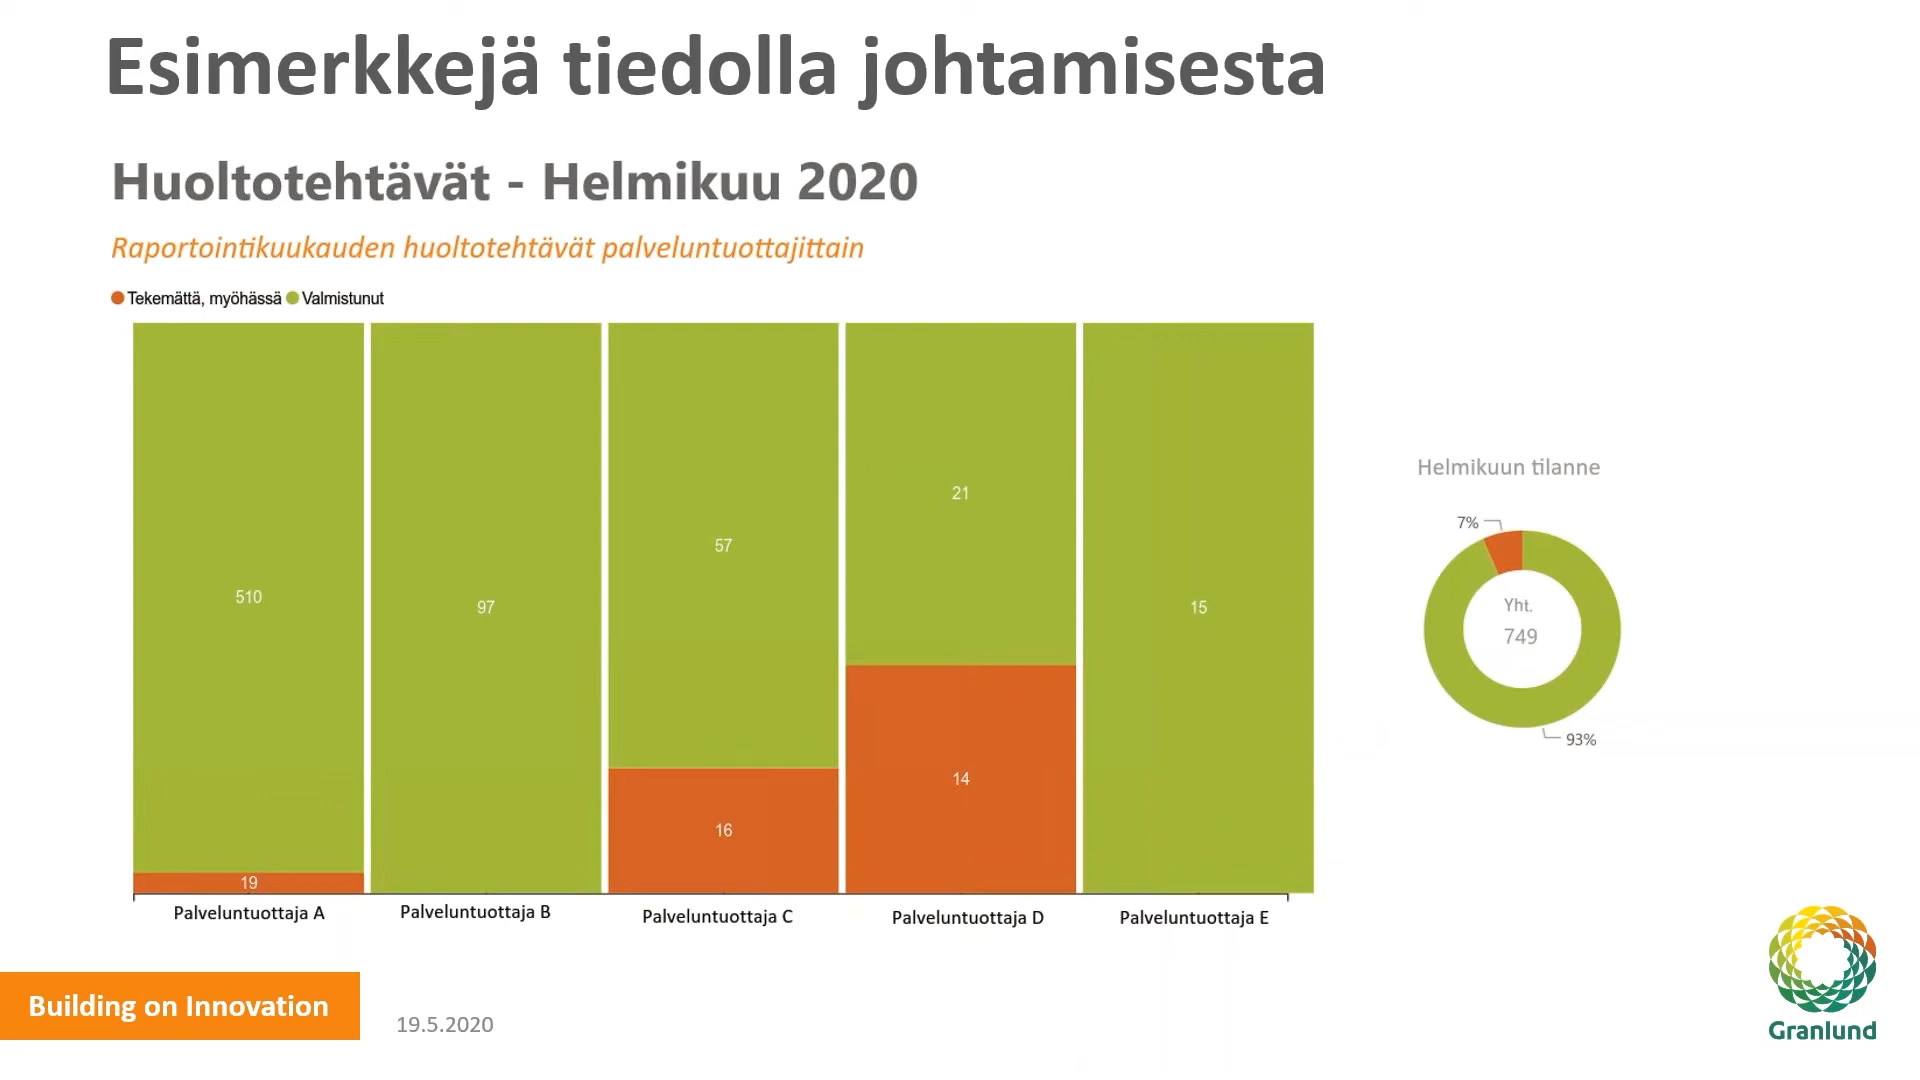 Esimerkkejä tiedolla johtamisesta
Huoltotehtävät - Helmikuu 2020
Raportointikuukauden huoltotehtävät palveluntuottajittain
Tekemättä, myöhässä Valmistunut
510
19
97
57
16
21
14
15
Palveluntuottaja A
Palveluntuottaja B
Palveluntuottaja C
Palveluntuottaja D
Palveluntuottaja E
Helmikuun tilanne
7%
Yht.
749
93%
Building on Innovation
19.5.2020
Granlund